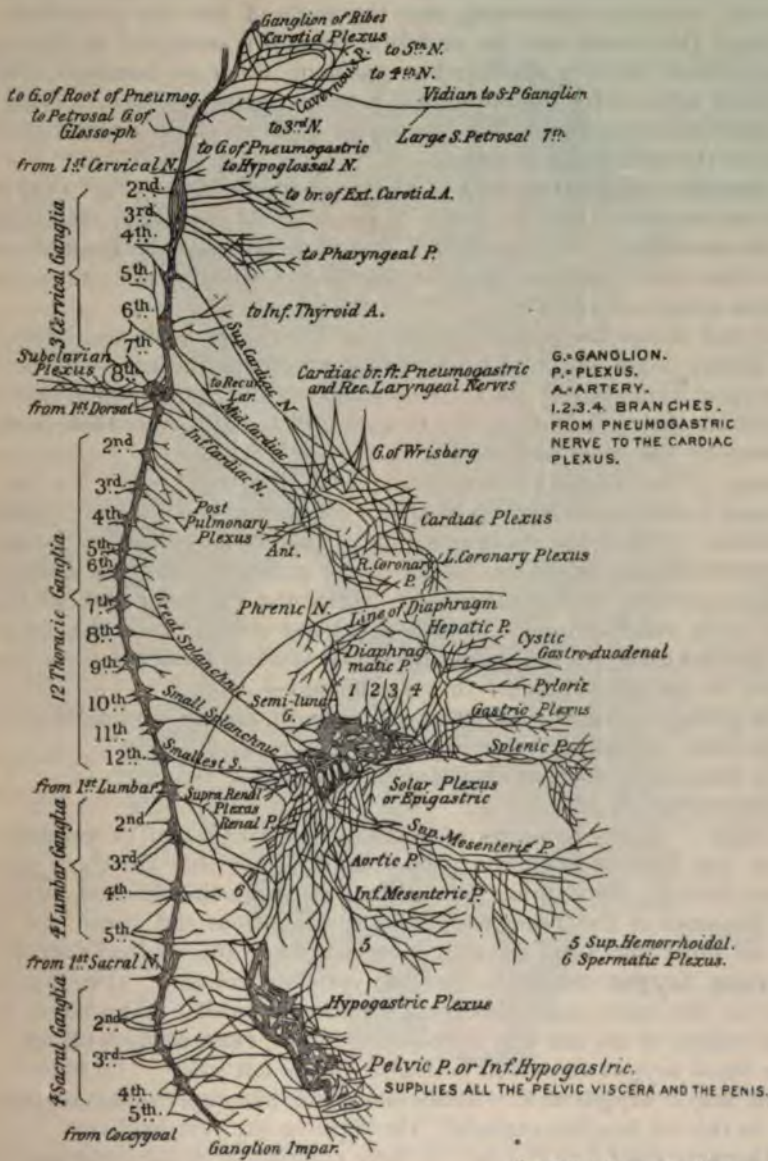 Ganglion of Ribes
Carotid Plexus
to 5th N.
to 4th N.
Cavernous P.
to G. of Root of Pneumog.
Vidian to S-P Ganglion
to Petrosal G. of
Glosso-ph
to 3rd N.
Large S. Petrosal 7th
to G. of Pneumogastric
from 1st Cervical N.
to Hypoglossal N.
2nd
to br. of Ext. Carotid A.
3rd
4th
to Pharyngeal P.
3 Cervical Ganglia
5th
6th
to Inf. Thyroid A.
7th
Sup. Cardiac N
Subclavian
Plexus
8th
to Recur
Lar.
Cardiac br. fr. Pneumogastric
and Rec. Laryngeal Nerves
G.=GANGLION.
P.=PLEXUS.
A.=ARTERY.
1.2.3.4. BRANCHES.
FROM PNEUMOGASTRIC
NERVE TO THE CARDIAC
PLEXUS.
from 1st Dorsal
Mid. Cardiac
Inf. Cardiac N.
2nd
G. of Wrisberg
3rd
Post
Pulmonary
Plexus
Ant.
4th
Cardiac Plexus
5th
6th
R. Coronary
P.
L. Coronary Plexus
12 Thoracic Ganglia
7th
Great Splanchnic
Phrenic N.
Line of Diaphragm
8th
Hepatic P.
Cystic
Gastro-duodenal
9th
Diaphrag
matic P.
10th
Small Splanchnic
Semi-lunar
G.
1 2 3 4
Pyloric
Gastric Plexus
11th
12th
Smallest S.
Splenic P.
from 1st Lumbar
Supra Renal
Plexus
Renal P.
Solar Plexus
or Epigastric
2nd
Sup. Mesenteric P
4 Lumbar Ganglia
3rd
Aortic P.
4th
6
Inf. Mesenteric P.
5th
5
5 Sup. Hemorrhoidal.
6 Spermatic Plexus.
from 1st Sacral N.
4 Sacral Ganglia
2nd
Hypogastric Plexus
3rd
Pelvic P. or Inf. Hypogastric.
SUPPLIES ALL THE PELVIC VISCERA AND THE PENIS.
4th
5th
from Coccygoal
Ganglion Impar.